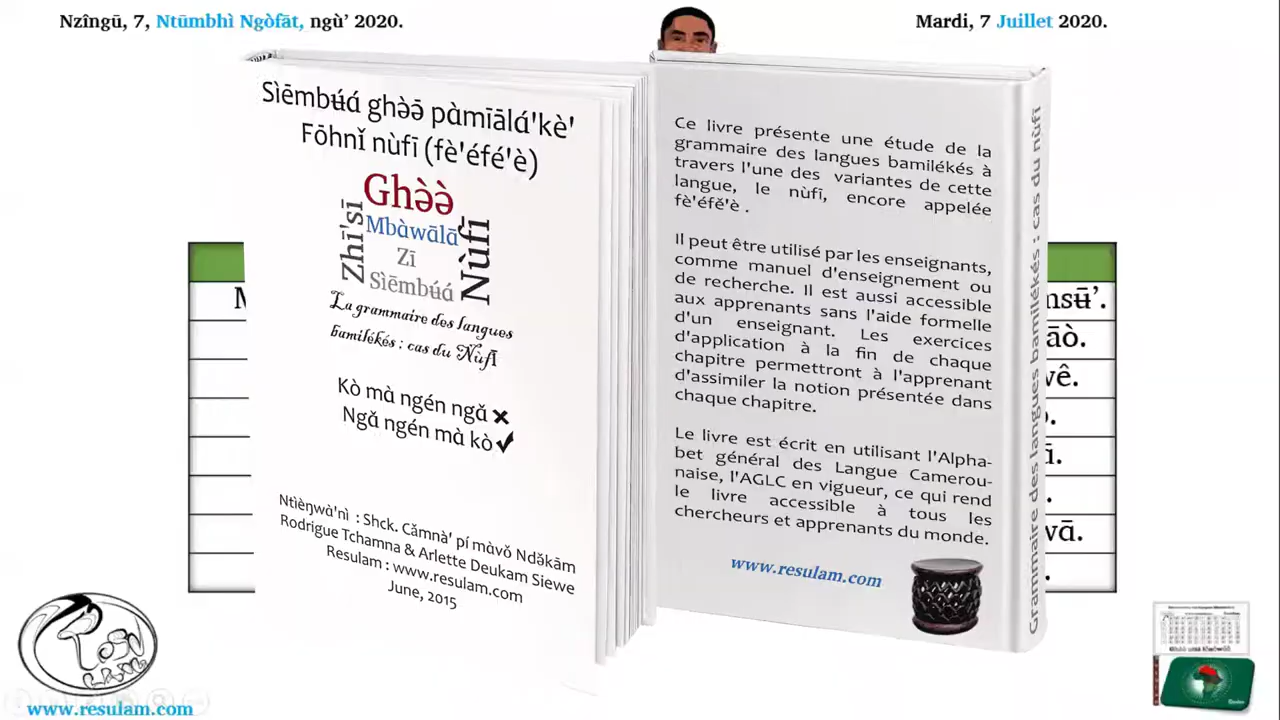 Nzîngū, 7, Ntūmbhì Ngòfāt, ngù’ 2020.
Mardi, 7 Juillet 2020.
Sìēmbʉ́á ghə̀ə̄ pàmīālá'kè'
Fōhnǐ nùfī (fè'éfé'è)
Ghə̀ə̀
Zhī'sī
Mbàwālā
Nùfī
Zī
Sìēmbʉ́á
La grammaire des langues
bamilékés : cas du Nùfī
Kò mà ngén ngǎ ✖
Ngǎ ngén mà kò ✔
Ntìèŋwà'nì : Shck. Cǎmnà' pí màvǒ Ndə̌kām
Rodrigue Tchamna & Arlette Deukam Siewe
Resulam : www.resulam.com
June, 2015
Ce livre présente une étude de la
grammaire des langues bamilékés à
travers l'une des variantes de cette
langue, le nùfī, encore appelée
fè'éfě'è .
Il peut être utilisé par les enseignants,
comme manuel d'enseignement ou
de recherche. Il est aussi accessible
aux apprenants sans l'aide formelle
d'un enseignant. Les exercices
d'application à la fin de chaque
chapitre permettront à l'apprenant
d'assimiler la notion présentée dans
chaque chapitre.
Le livre est écrit en utilisant l'Alpha-
bet général des Langue Camerou-
naise, l'AGLC en vigueur, ce qui rend
le livre accessible à tous les
chercheurs et apprenants du monde.
www.resulam.com
Grammaire des langues bamilékés : cas du nùfī
www.resulam.com